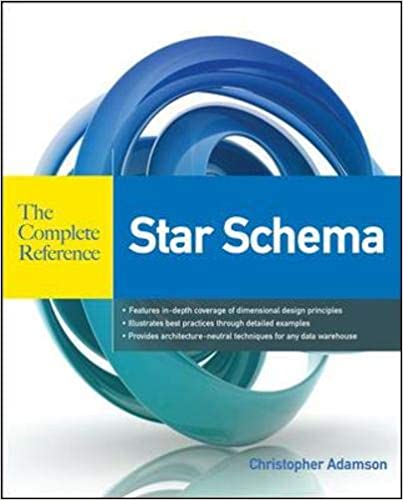 The
Complete
Reference
Star Schema
• Features in-depth coverage of dimensional design principles
• Illustrates best practices through detailed examples
• Provides architecture-neutral techniques for any data warehouse
Christopher Adamson